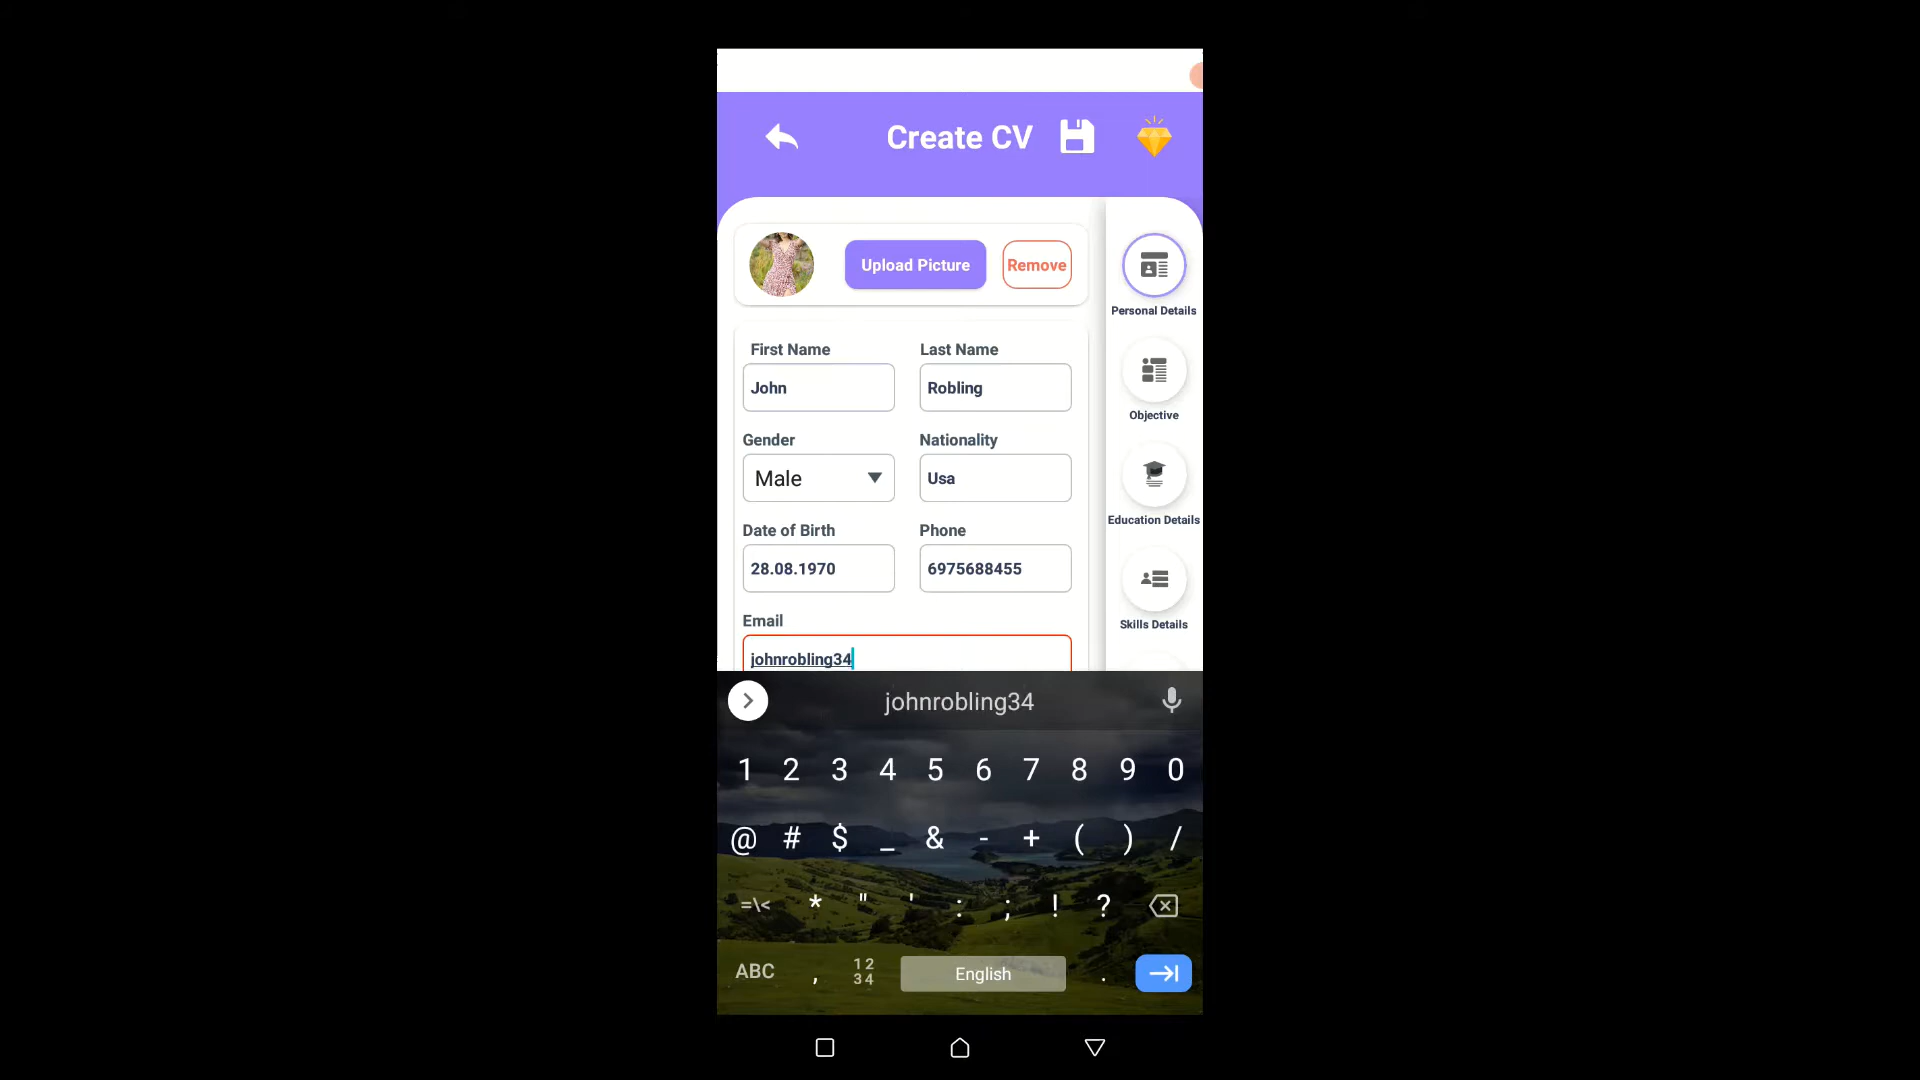 Create CV
Upload Picture
Remove
Personal Details
First Name
Last Name
John
Robling
Objective
Gender
Nationality
Male
Usa
Education Details
Date of Birth
Phone
28.08.1970
6975688455
Email
Skills Details
johnrobling34
johnrobling34
1 2 3 4 5 6 7 8 9 0
@ # $ _ & - + ( ) /
=\< * " ' : ; ! ?
ABC , 12 34 English .